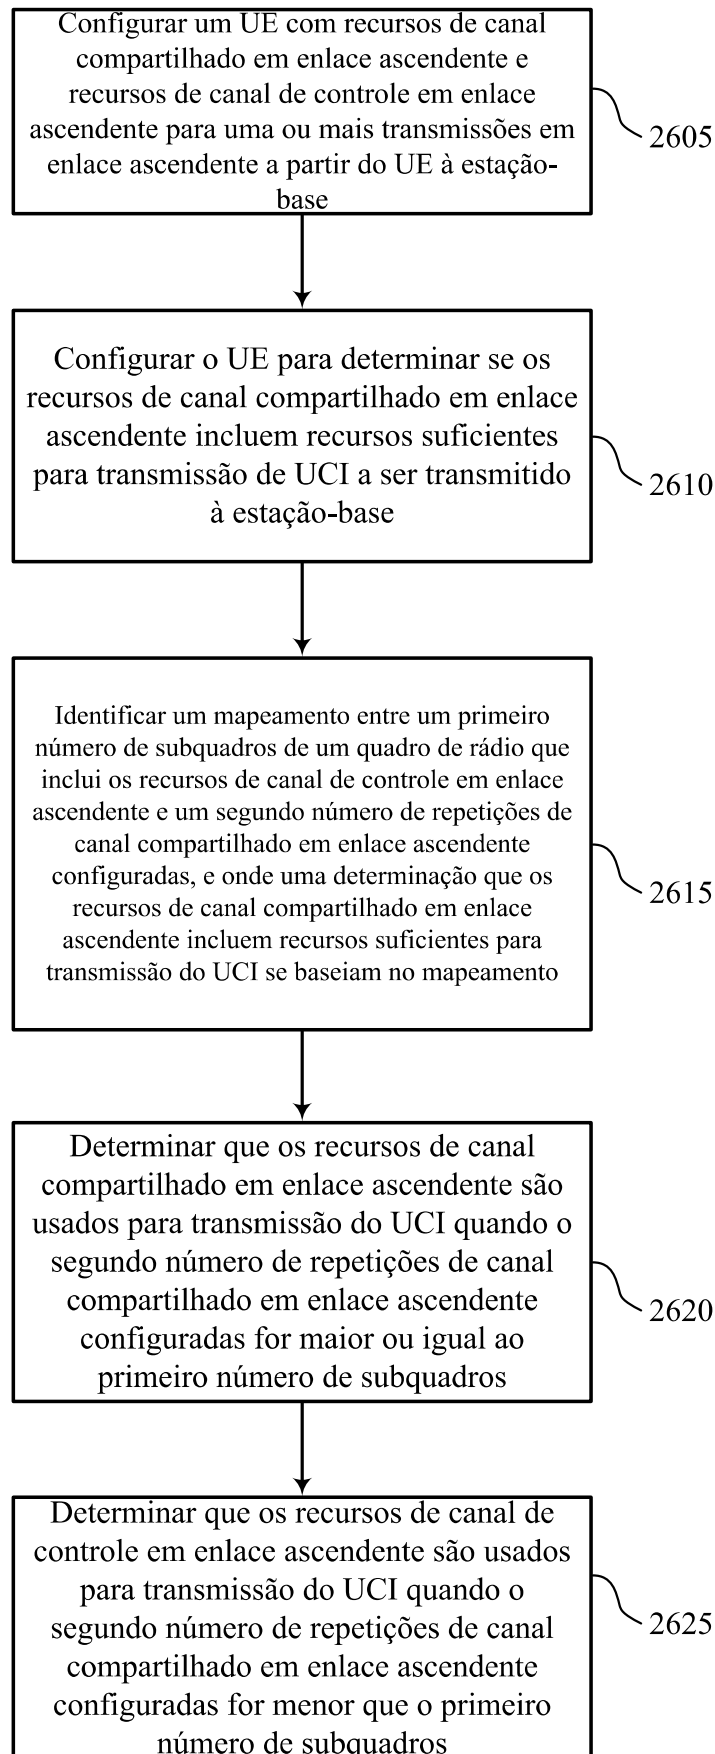 Configurar um UE com recursos de canal
compartilhado em enlace ascendente e
recursos de canal de controle em enlace
ascendente para uma ou mais transmissões em
enlace ascendente a partir do UE à estação-
base
2605
Configurar o UE para determinar se os
recursos de canal compartilhado em enlace
ascendente incluem recursos suficientes
para transmissão de UCI a ser transmitido
à estação-base
2610
Identificar um mapeamento entre um primeiro
número de subquadros de um quadro de rádio que
inclui os recursos de canal de controle em enlace
ascendente e um segundo número de repetições de
canal compartilhado em enlace ascendente
configuradas, e onde uma determinação que os
recursos de canal compartilhado em enlace
ascendente incluem recursos suficientes para
transmissão do UCI se baseiam no mapeamento
2615
Determinar que os recursos de canal
compartilhado em enlace ascendente são
usados para transmissão do UCI quando o
segundo número de repetições de canal
compartilhado em enlace ascendente
configuradas for maior ou igual ao
primeiro número de subquadros
2620
Determinar que os recursos de canal de
controle em enlace ascendente são usados
para transmissão do UCI quando o
segundo número de repetições de canal
compartilhado em enlace ascendente
configuradas for menor que o primeiro
número de subquadros
2625